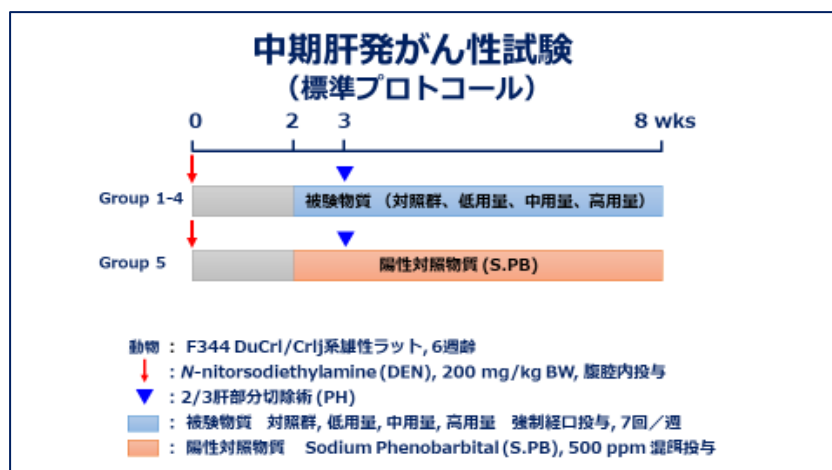 中期肝発がん性試験
（標準プロトコール）
0 2 3 8 wks
Group 1-4 被験物質 （対照群、低用量、中用量、高用量）
Group 5 陽性対照物質 (S.PB)
動物 : F344 DuCrl/Crlj系雄性ラット, 6週齢
: N-nitorsodiethylamine (DEN), 200 mg/kg BW, 腹腔内投与
: 2/3肝部分切除術 (PH)
: 被験物質 対照群, 低用量, 中用量, 高用量 強制経口投与, 7回／週
: 陽性対照物質 Sodium Phenobarbital (S.PB), 500 ppm 混餌投与